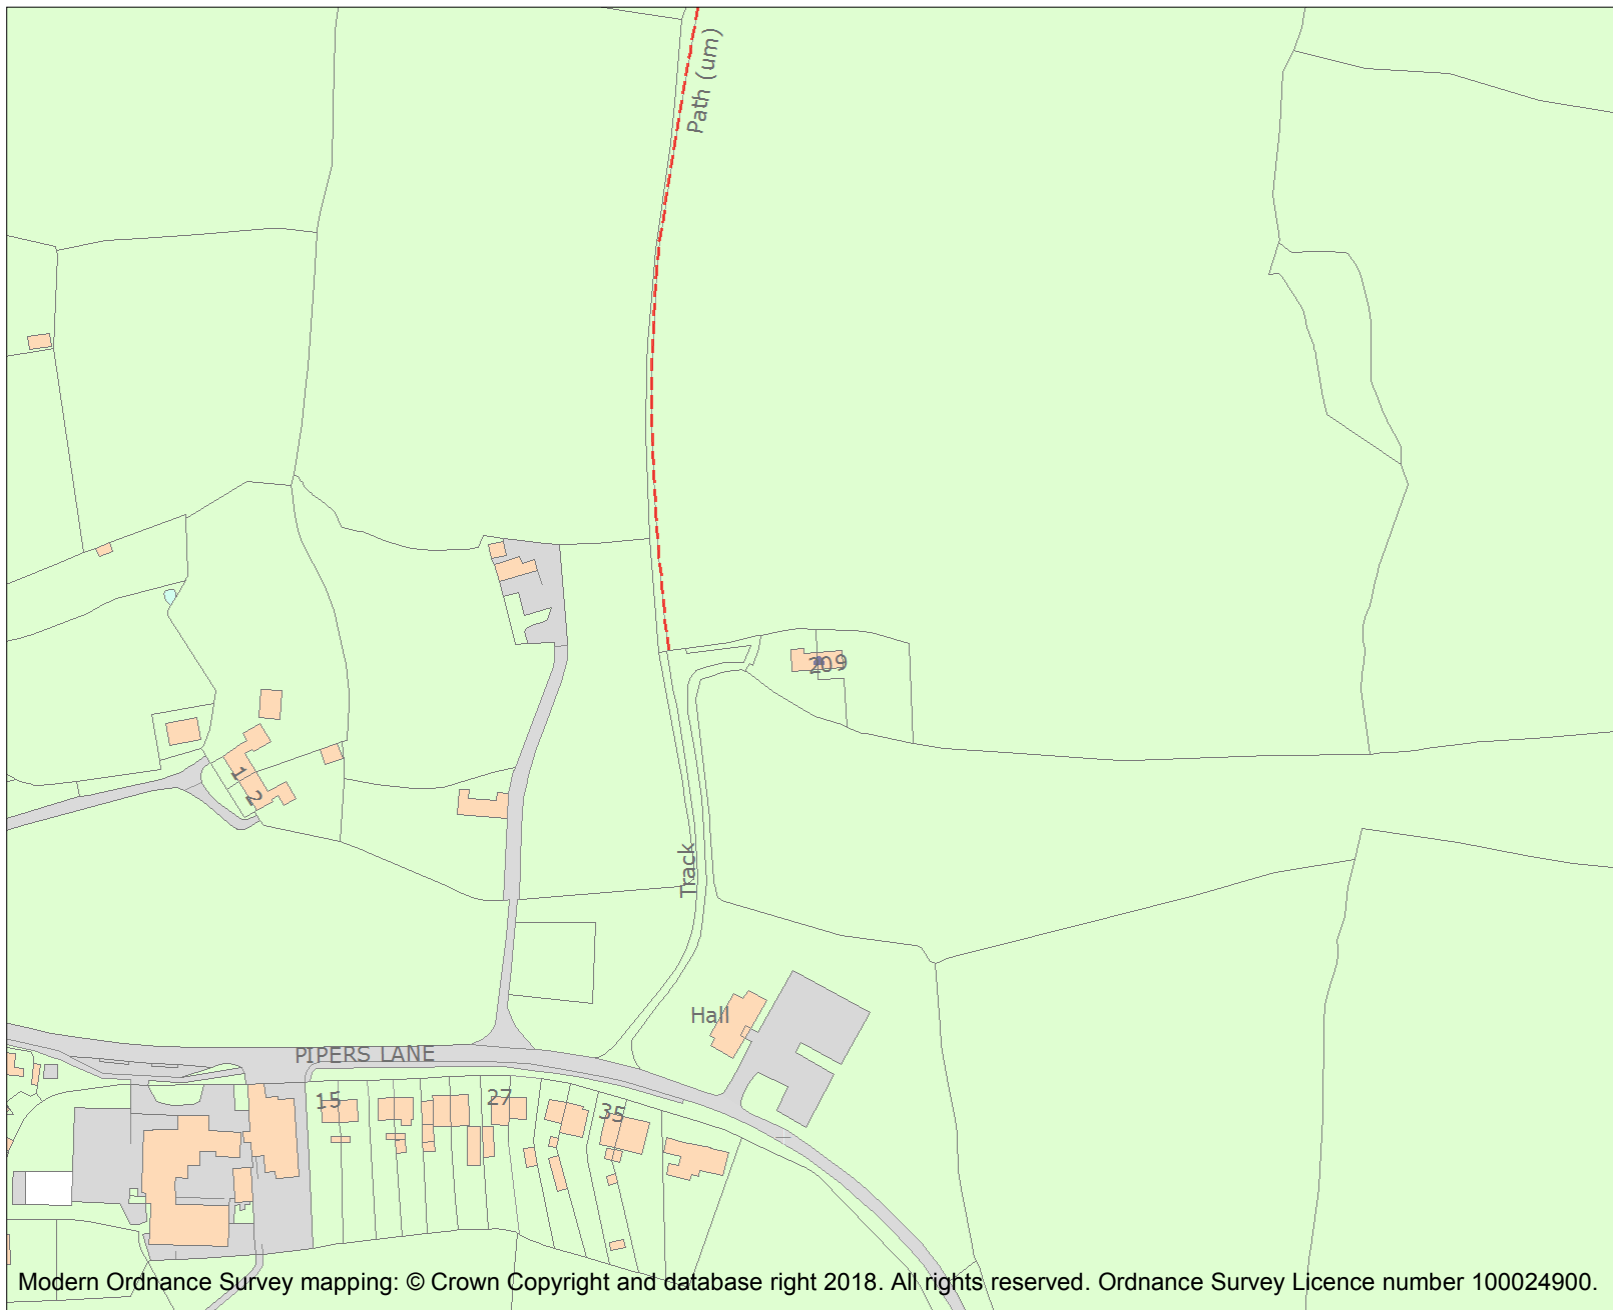 Path (um)
209
1
2
Track
Hall
PIPERS LANE
15
27
35
Modern Ordnance Survey mapping: © Crown Copyright and database right 2018. All rights reserved. Ordnance Survey Licence number 100024900.